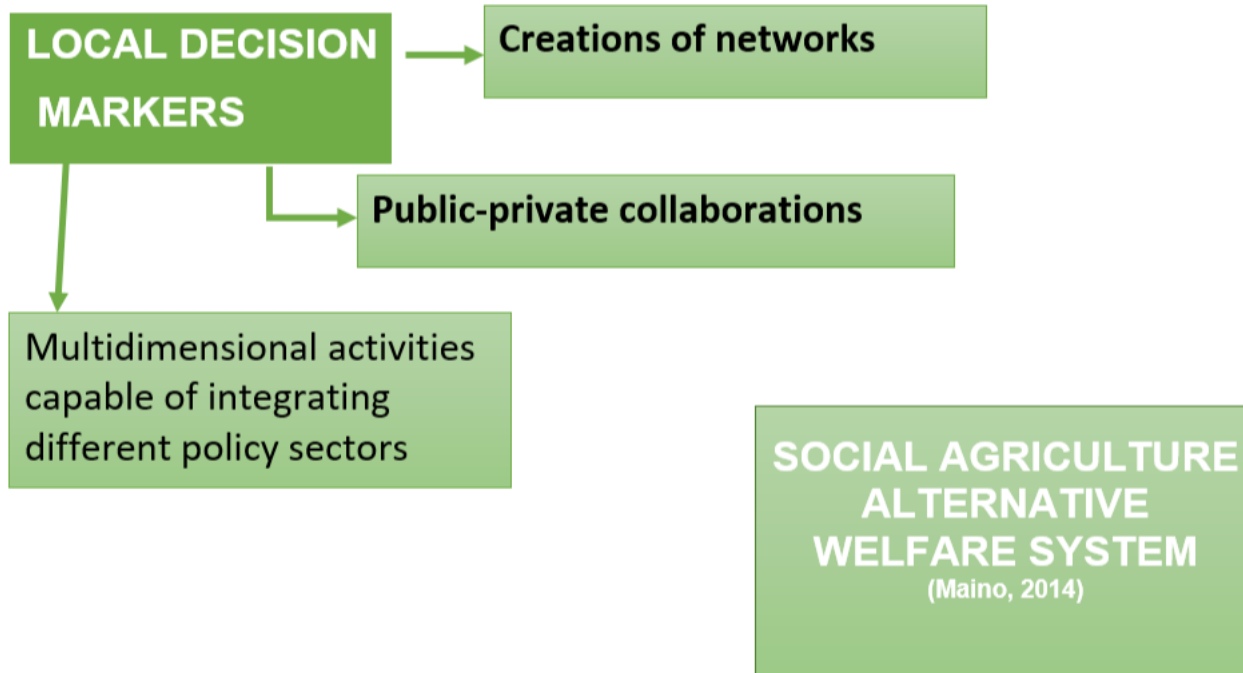 LOCAL DECISION
MARKERS
Creations of networks
Public-private collaborations
Multidimensional activities
capable of integrating
different policy sectors
SOCIAL AGRICULTURE
ALTERNATIVE
WELFARE SYSTEM
(Maino, 2014)